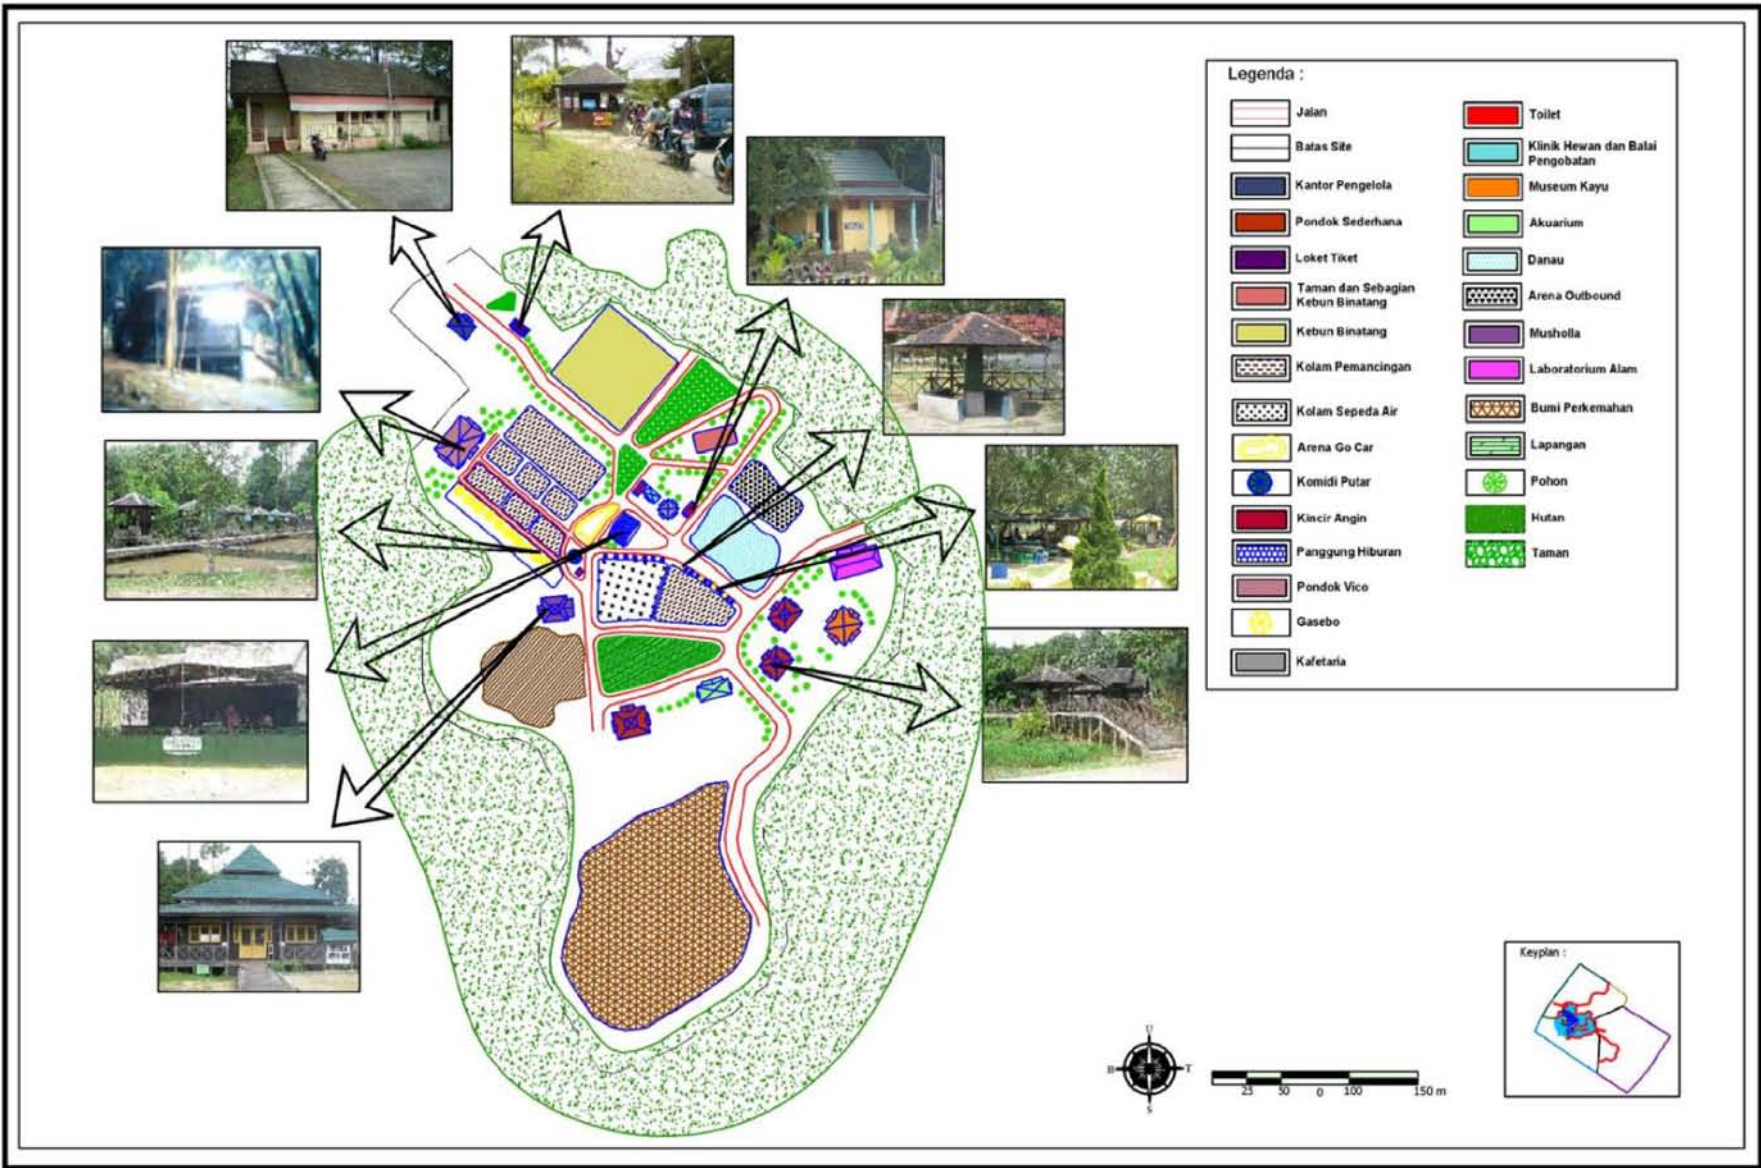 Legenda :
Jalan
Batas Site
Kantor Pengelola
Pondok Sederhana
Loket Tiket
Taman dan Sebagian
Kebun Binatang
Kebun Binatang
Kolam Pemancingan
Kolam Sepeda Air
Arena Go Car
Komidi Putar
Kincir Angin
Panggung Hiburan
Pondok Vico
Gasebo
Kafetaria
Toilet
Klinik Hewan dan Balai
Pengobatan
Museum Kayu
Akuarium
Danau
Arena Outbound
Musholla
Laboratorium Alam
Bumi Perkemahan
Lapangan
Pohon
Hutan
Taman
Keyplan :
U
B
T
S
25 50 0 100 150 m